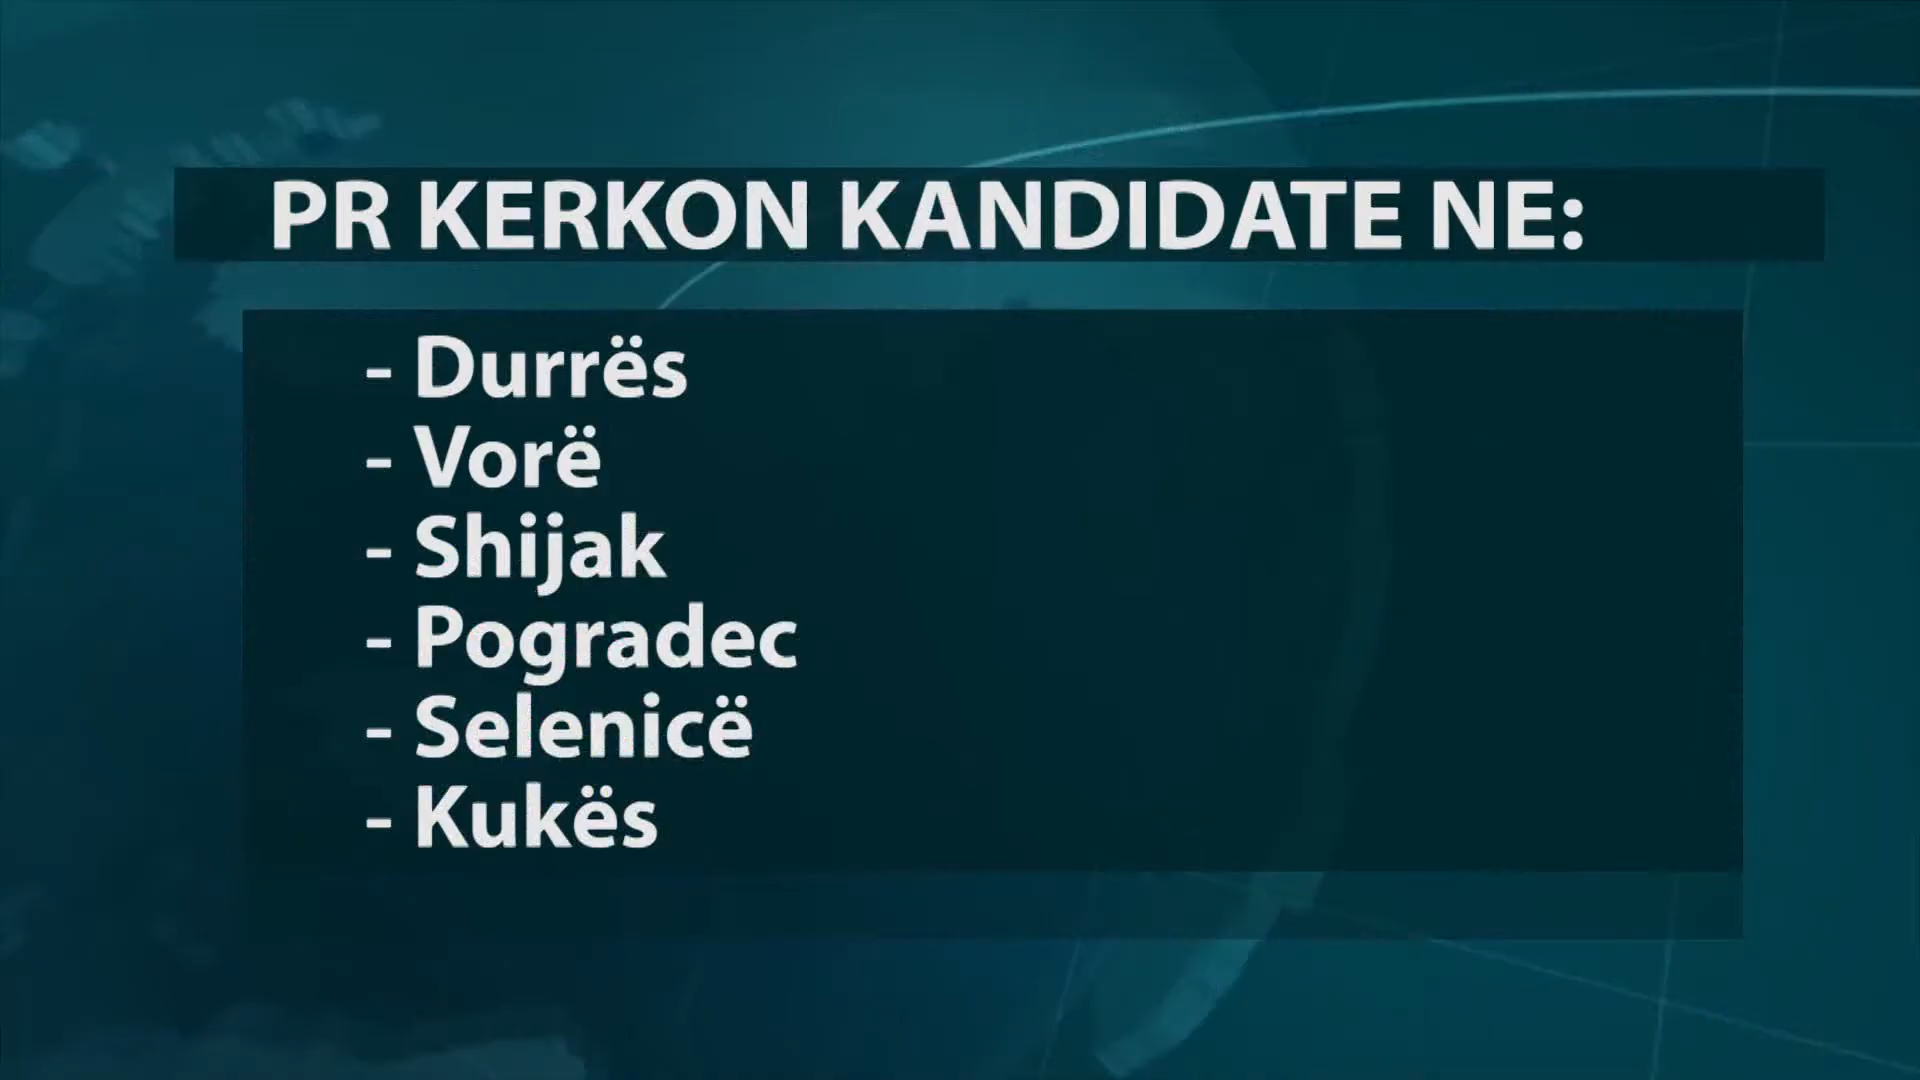 PR KERKON KANDIDATE NE:
- Durrës
- Vorë
- Shijak
- Pogradec
- Selenicë
- Kukës